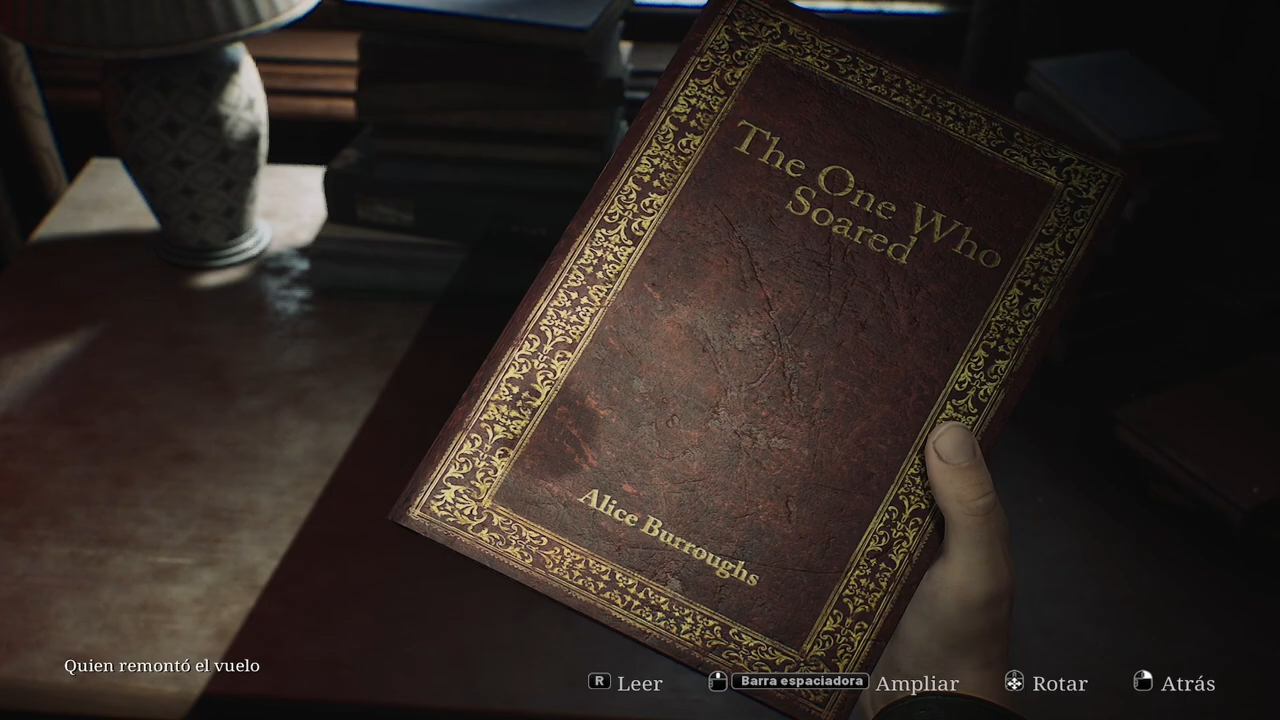 The One Who
Soared
Alice Burroughs
Quien remontó el vuelo
R Leer
Barra espaciadora Ampliar
Rotar
Atrás